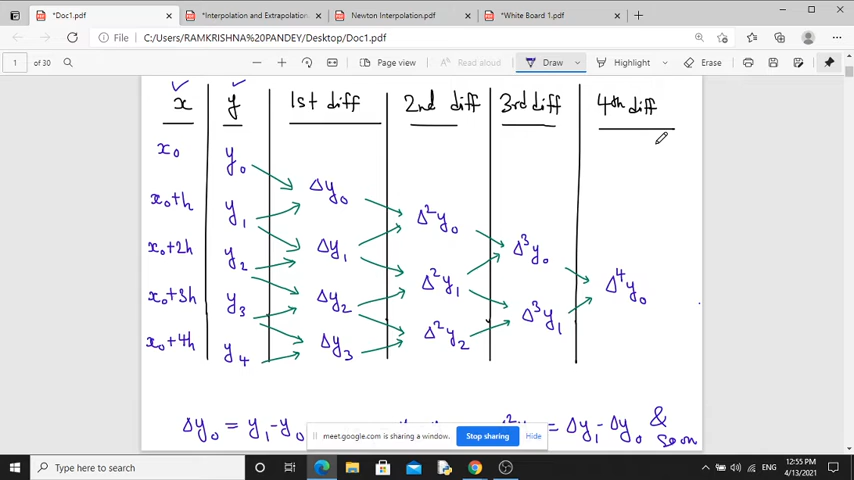 *Doc1.pdf
*Interpolation and Extrapolation
Newton Interpolation.pdf
*White Board 1.pdf
C:/Users/RAMKRISHNA%20PANDEY/Desktop/Doc1.pdf
1 of 30
Page view
Read aloud
Draw
Highlight
Erase
x y 1st diff 2nd diff 3rd diff 4th diff
x₀ y₀
Δy₀
x₀+h y₁ Δ²y₀
x₀+2h y₂ Δy₁ Δ³y₀
x₀+3h y₃ Δy₂ Δ²y₁ Δ⁴y₀
Δ³y₁
x₀+4h y₄ Δy₃ Δ²y₂
Δy₀ = y₁-y₀ = Δy₁-Δy₀ & so on
meet.google.com is sharing a window.
Stop sharing
Hide
Type here to search
ENG
12:55 PM
4/13/2021